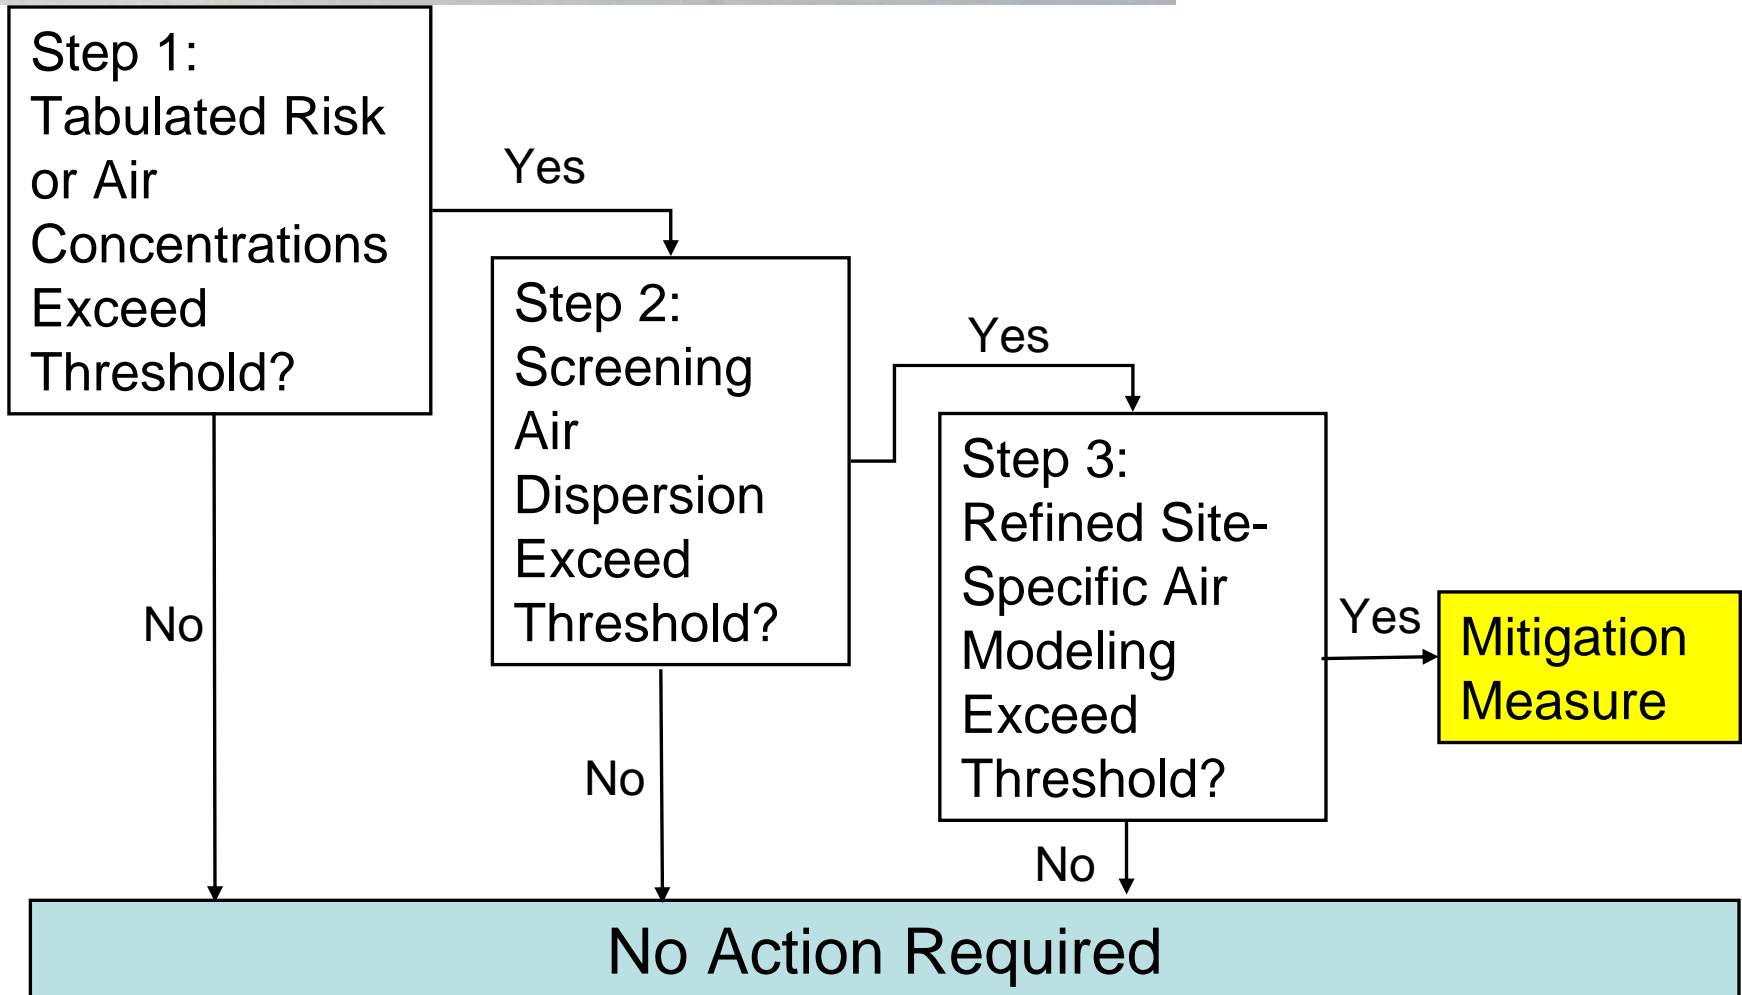 Step 1:
Tabulated Risk
or Air
Concentrations
Exceed
Threshold?
Yes
Step 2:
Screening
Air
Dispersion
Exceed
Threshold?
Yes
Step 3:
Refined Site-
Specific Air
Modeling
Exceed
Threshold?
Yes
Mitigation
Measure
No
No
No
No Action Required